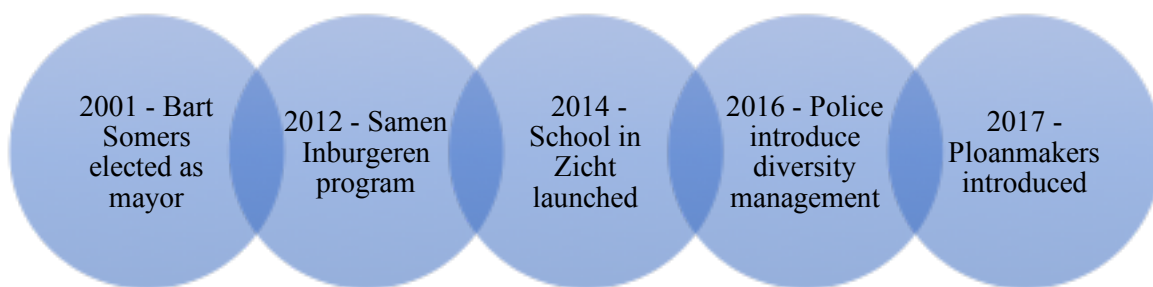 2001 - Bart
Somers
elected as
mayor
2012 - Samen
Inburgeren
program
2014 -
School in
Zicht
launched
2016 - Police
introduce
diversity
management
2017 -
Ploanmakers
introduced